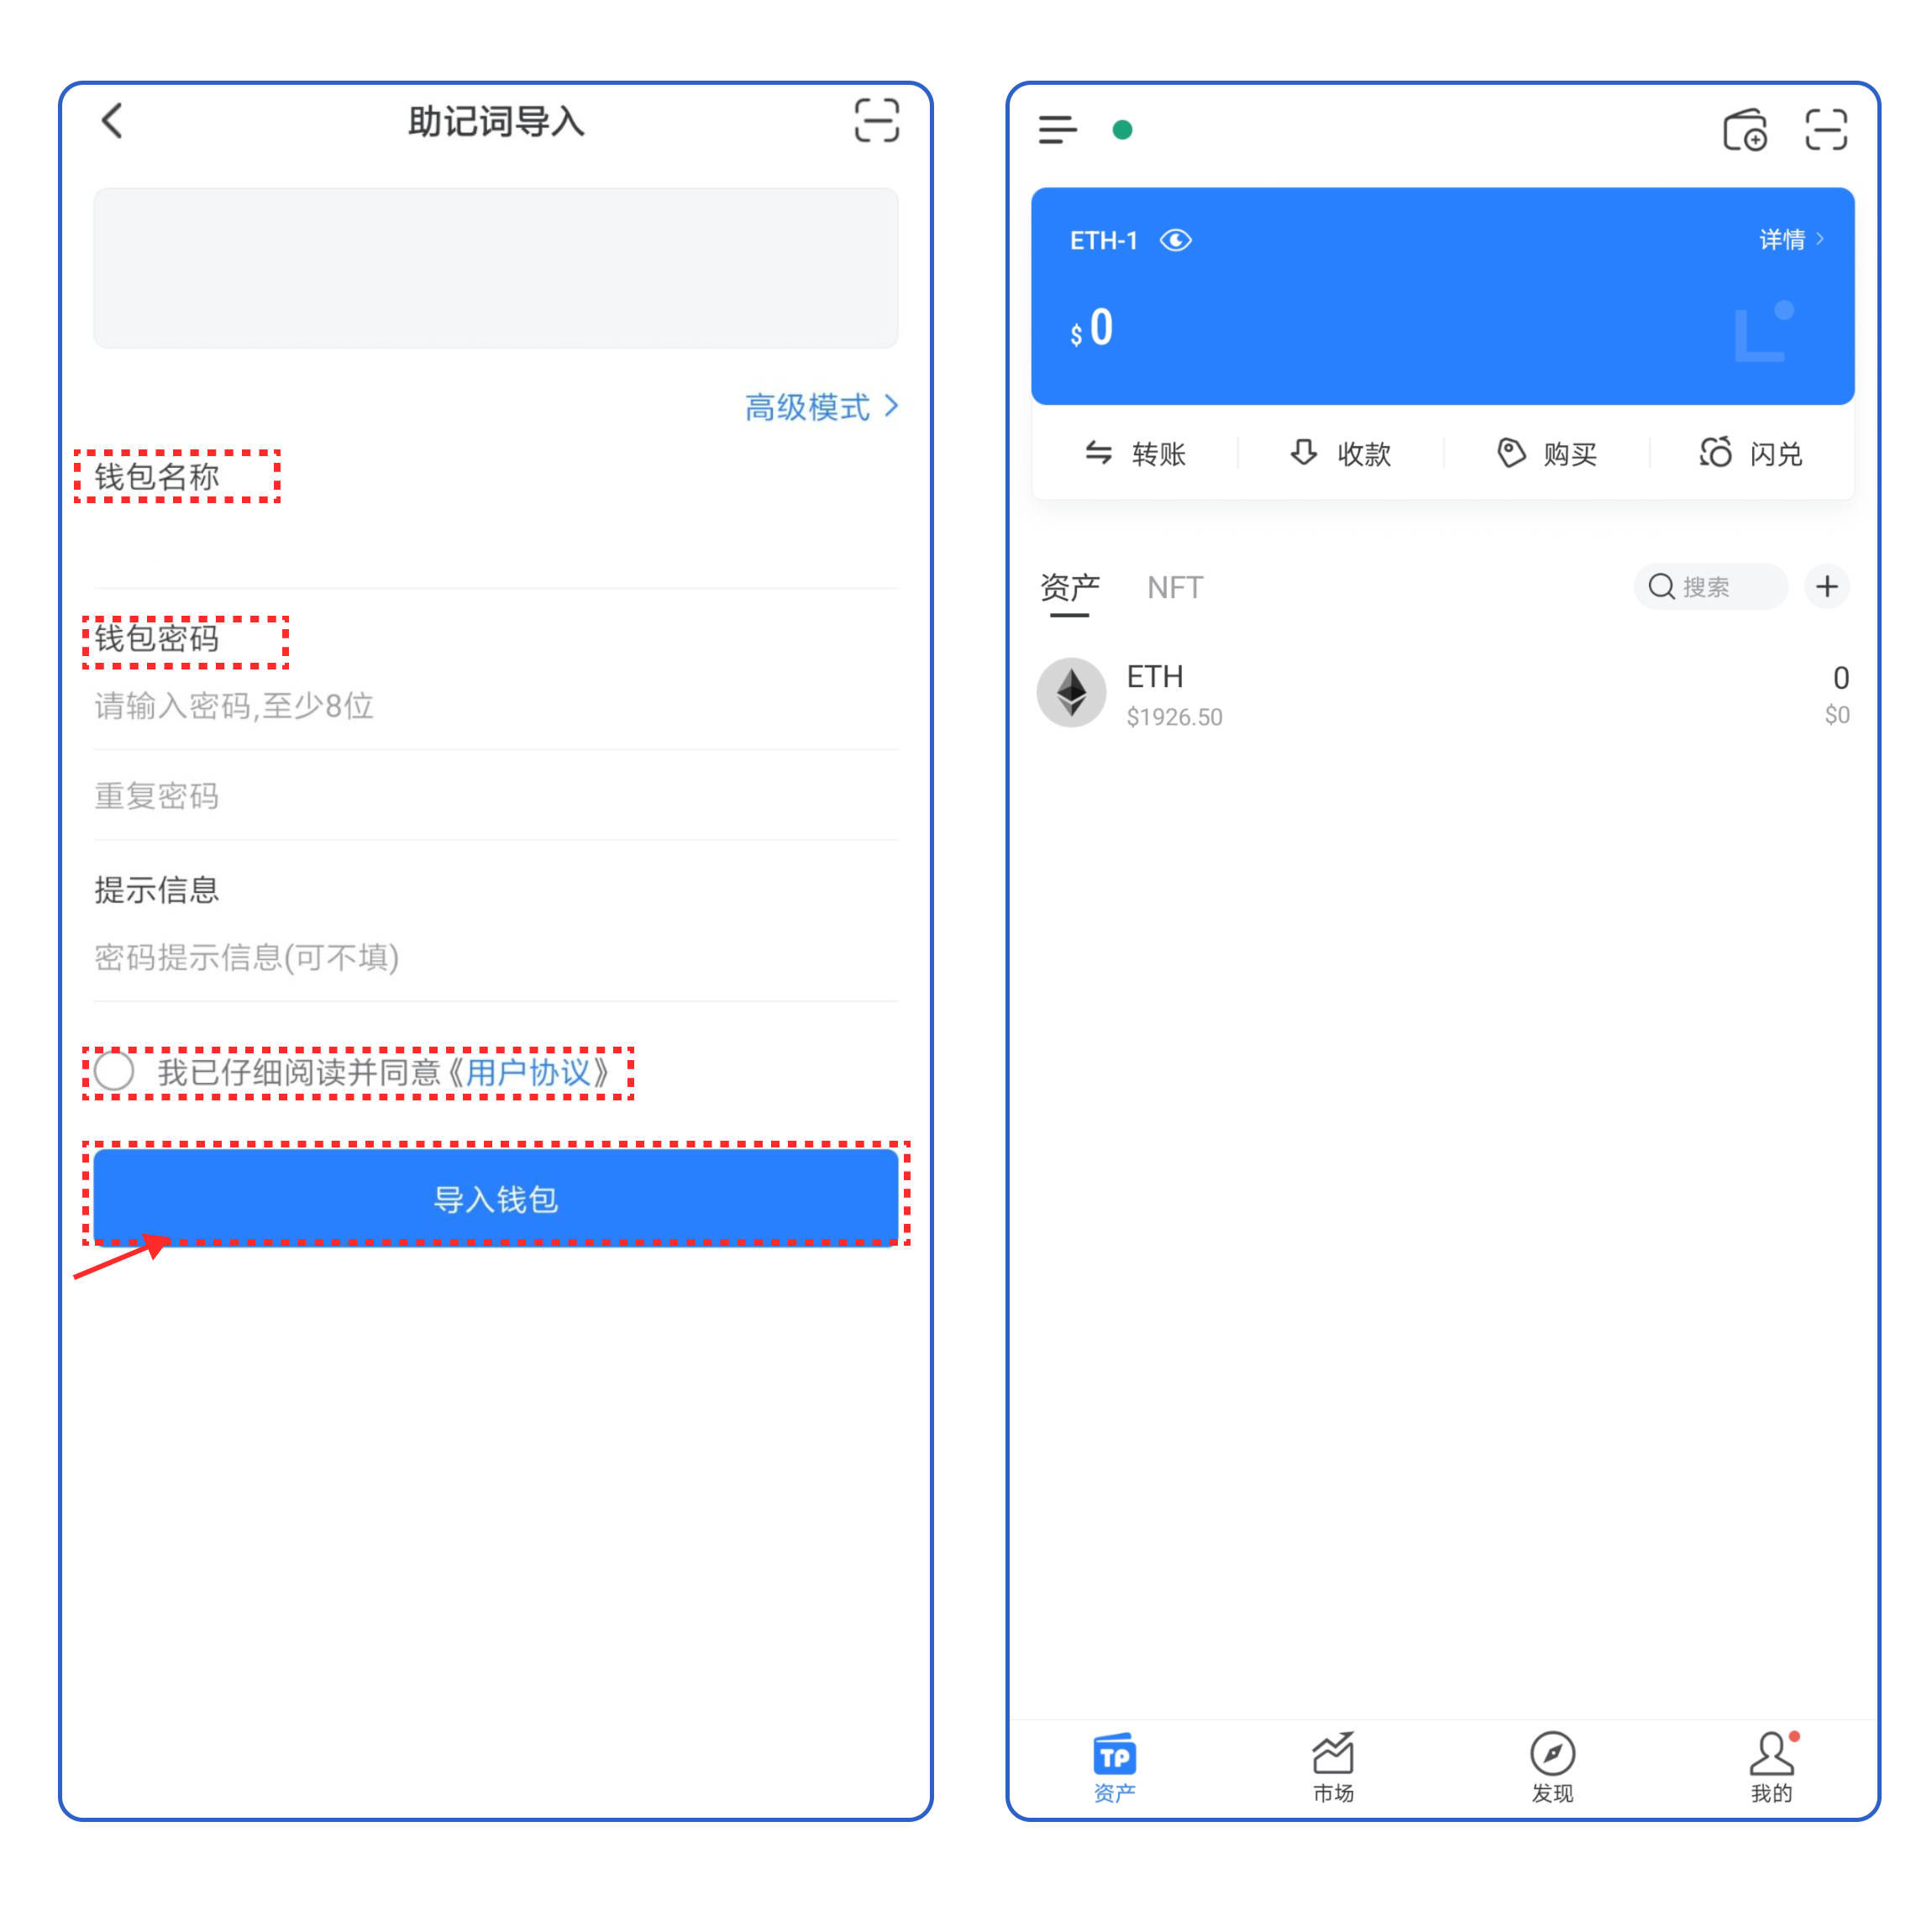 助记词导入
高级模式
钱包名称
钱包密码
请输入密码,至少8位
重复密码
提示信息
密码提示信息(可不填)
我已仔细阅读并同意《用户协议》
导入钱包
ETH-1
详情
$ 0
转账 收款 购买 闪兑
资产 NFT 搜索
ETH 0
$1926.50 $0
TP
资产 市场 发现 我的